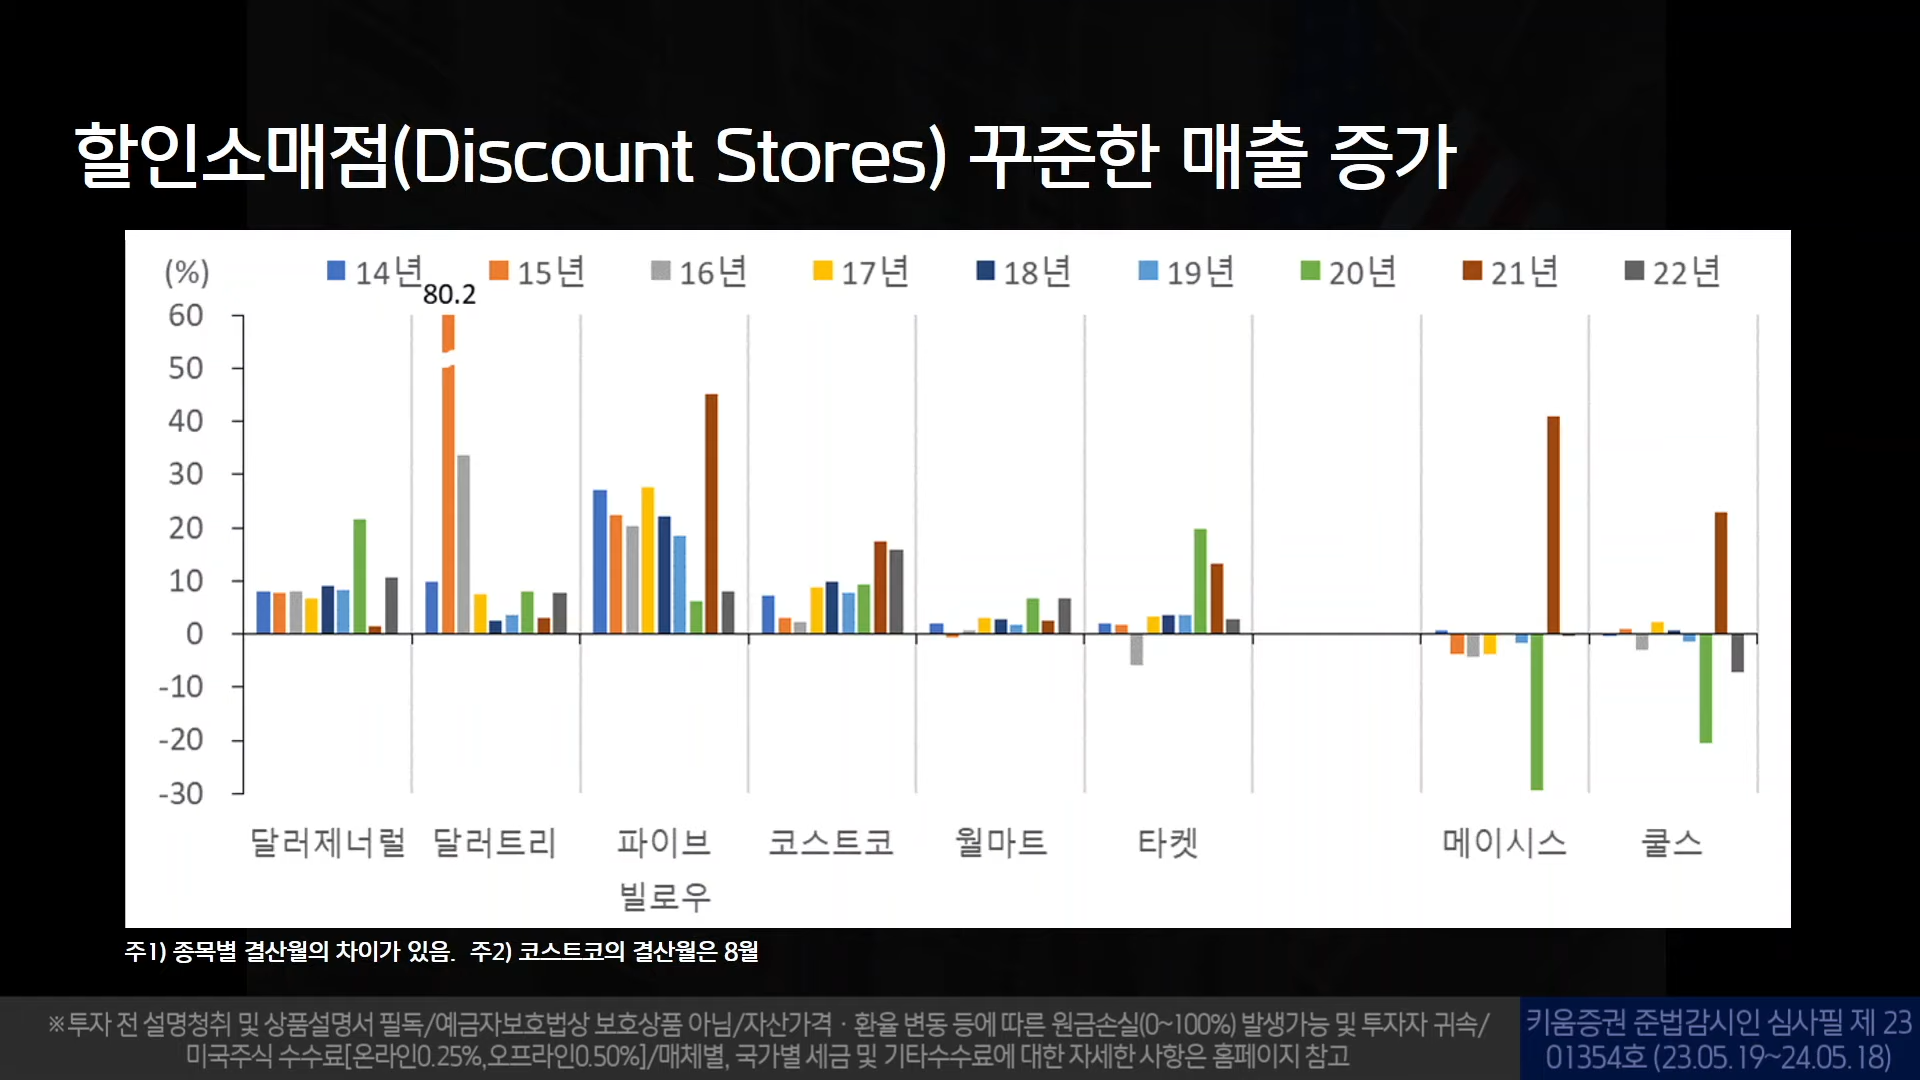 할인소매점(Discount Stores) 꾸준한 매출 증가
(%) 14년 15년 16년 17년 18년 19년 20년 21년 22년
80.2
60
50
40
30
20
10
0
-10
-20
-30
달러제너럴 달러트리 파이브 코스트코 월마트 타켓 메이시스 쿨스
빌로우
주1) 종목별 결산월의 차이가 있음. 주2) 코스트코의 결산월은 8월
※투자 전 설명청취 및 상품설명서 필독/예금자보호법상 보호상품 아님/자산가격 · 환율 변동 등에 따른 원금손실(0~100%) 발생가능 및 투자자 귀속/
미국주식 수수료[온라인0.25%,오프라인0.50%]/매체별, 국가별 세금 및 기타수수료에 대한 자세한 사항은 홈페이지 참고
키움증권 준법감시인 심사필 제 23
01354호 (23.05.19~24.05.18)